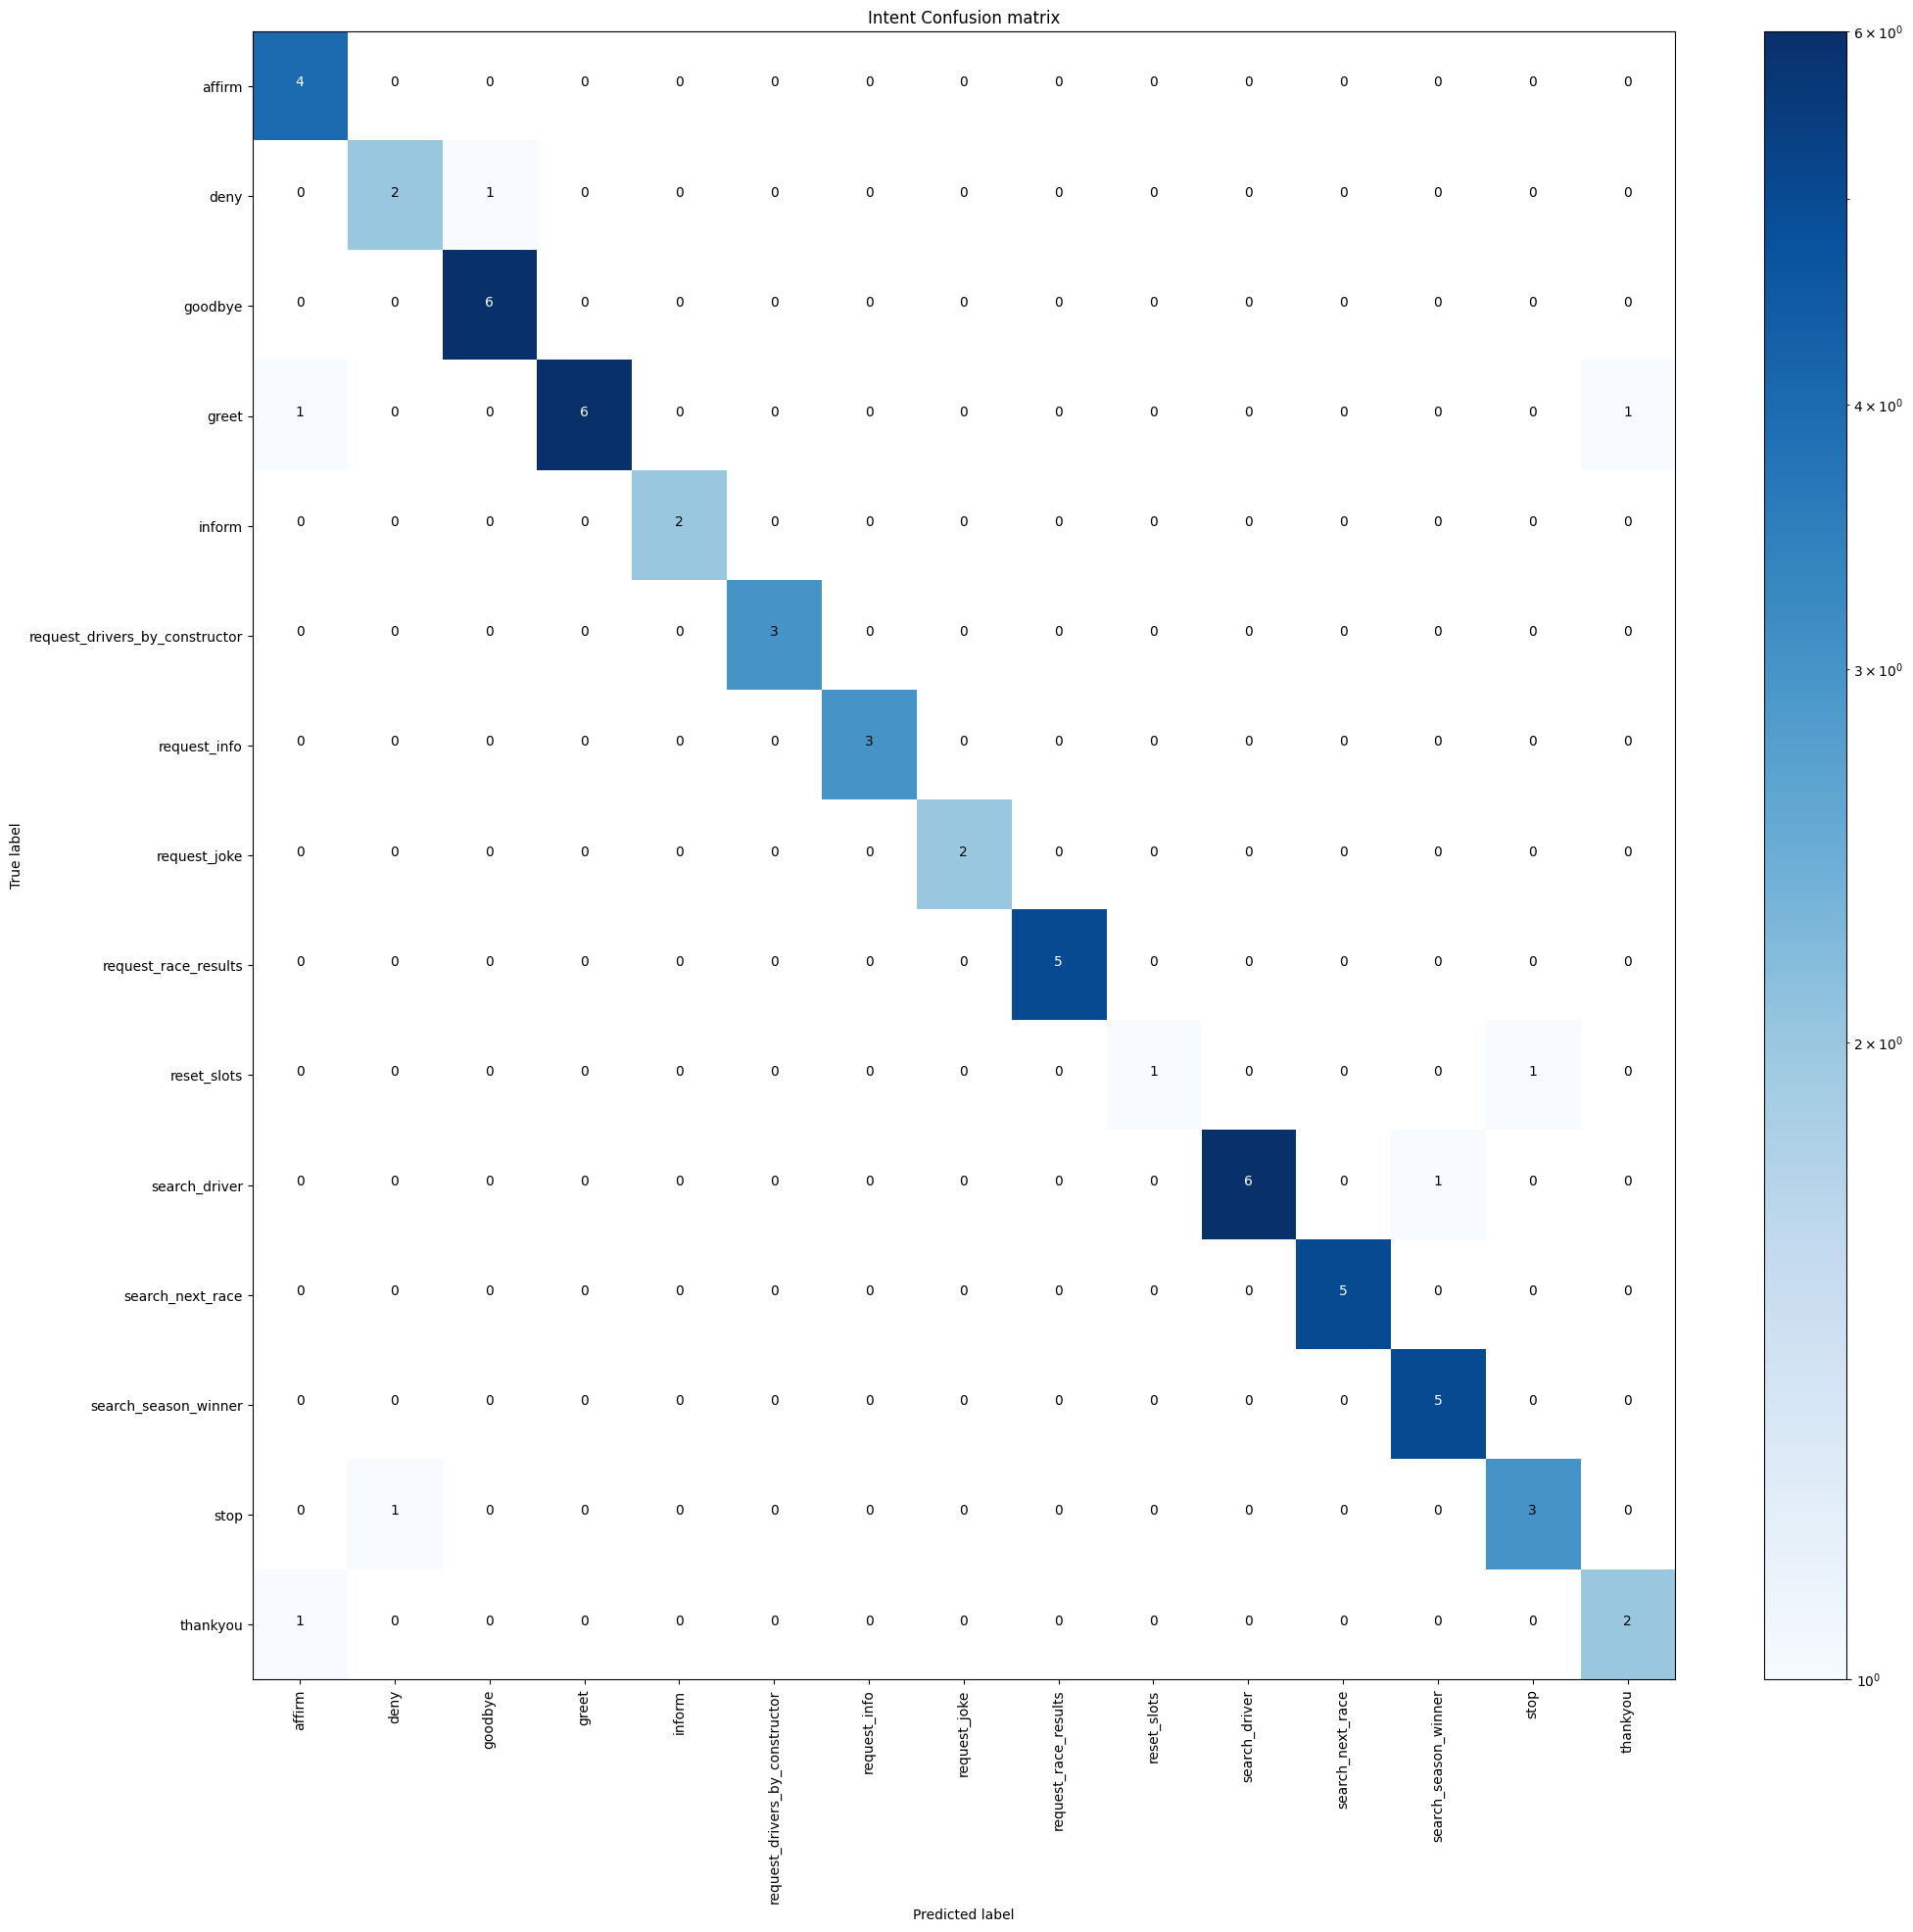 Intent Confusion matrix
affirm 4 0 0 0 0 0 0 0 0 0 0 0 0 0 0
deny 0 2 1 0 0 0 0 0 0 0 0 0 0 0 0
goodbye 0 0 6 0 0 0 0 0 0 0 0 0 0 0 0
greet 1 0 0 6 0 0 0 0 0 0 0 0 0 0 1
inform 0 0 0 0 2 0 0 0 0 0 0 0 0 0 0
request_drivers_by_constructor 0 0 0 0 0 3 0 0 0 0 0 0 0 0 0
request_info 0 0 0 0 0 0 3 0 0 0 0 0 0 0 0
request_joke 0 0 0 0 0 0 0 2 0 0 0 0 0 0 0
request_race_results 0 0 0 0 0 0 0 0 5 0 0 0 0 0 0
reset_slots 0 0 0 0 0 0 0 0 0 1 0 0 0 1 0
search_driver 0 0 0 0 0 0 0 0 0 0 6 0 1 0 0
search_next_race 0 0 0 0 0 0 0 0 0 0 0 5 0 0 0
search_season_winner 0 0 0 0 0 0 0 0 0 0 0 0 5 0 0
stop 0 1 0 0 0 0 0 0 0 0 0 0 0 3 0
thankyou 1 0 0 0 0 0 0 0 0 0 0 0 0 0 2
True label
affirm
deny
goodbye
greet
inform
request_drivers_by_constructor
request_info
request_joke
request_race_results
reset_slots
search_driver
search_next_race
search_season_winner
stop
thankyou
Predicted label
6 × 10⁰
4 × 10⁰
3 × 10⁰
2 × 10⁰
10⁰